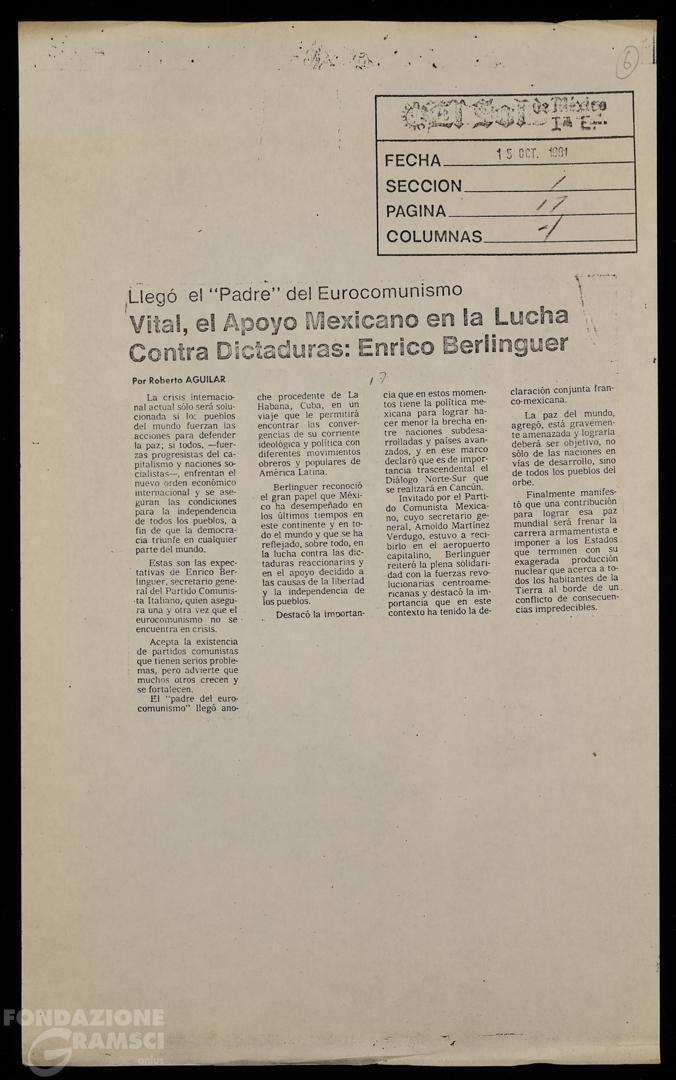 6
El Sol de México
1a E.
FECHA 15 OCT. 1981
SECCION 1
PAGINA 17
COLUMNAS 4
Llegó el "Padre" del Eurocomunismo
Vital, el Apoyo Mexicano en la Lucha
Contra Dictaduras: Enrico Berlinguer
17
Por Roberto AGUILAR
La crisis internacio-
nal actual sólo será solu-
cionada si lo: pueblos
del mundo fuerzan las
acciones para defender
la paz; si todos, —fuer-
zas progresistas del ca-
pitalismo y naciones so-
cialistas—, enfrentan el
nuevo orden económico
internacional y se ase-
guran las condiciones
para la independencia
de todos los pueblos, a
fin de que la democra-
cia triunfe en cualquier
parte del mundo.
Estas son las expec-
tativas de Enrico Ber-
linguer, secretario gene-
ral del Partido Comunis-
ta Italiano, quien asegu-
ra una y otra vez que el
eurocomunismo no se
encuentra en crisis.
Acepta la existencia
de partidos comunistas
que tienen serios proble-
mas, pero advierte que
muchos otros crecen y
se fortalecen.
El "padre del euro-
comunismo" llegó ano-
che procedente de La
Habana, Cuba, en un
viaje que le permitirá
encontrar las conver-
gencias de su corriente
ideológica y política con
diferentes movimientos
obreros y populares de
América Latina.
Berlinguer reconoció
el gran papel que Méxi-
co ha desempeñado en
los últimos tiempos en
este continente y en to-
do el mundo y que se ha
reflejado, sobre todo, en
la lucha contra las dic-
taduras reaccionarias y
en el apoyo decidido a
las causas de la libertad
y la independencia de
los pueblos.
Destacó la importan-
cia que en estos momen-
tos tiene la política me-
xicana para lograr ha-
cer menor la brecha en-
tre naciones subdesa-
rrolladas y países avan-
zados, y en ese marco
declaró que es de impor-
tancia trascendental el
Diálogo Norte-Sur que
se realizará en Cancún.
Invitado por el Parti-
do Comunista Mexica-
no, cuyo secretario ge-
neral, Arnoldo Martínez
Verdugo, estuvo a reci-
birlo en el aeropuerto
capitalino, Berlinguer
reiteró la plena solidari-
dad con la fuerzas revo-
lucionarias centroame-
ricanas y destacó la im-
portancia que en este
contexto ha tenido la de-
claración conjunta fran-
co-mexicana.
La paz del mundo,
agregó, está gravemen-
te amenazada y lograrla
deberá ser objetivo, no
sólo de las naciones en
vías de desarrollo, sino
de todos los pueblos del
orbe.
Finalmente manifes-
tó que una contribución
para lograr esa paz
mundial será frenar la
carrera armamentista e
imponer a los Estados
que terminen con su
exagerada producción
nuclear que acerca a to-
dos los habitantes de la
Tierra al borde de un
conflicto de consecuen-
cias impredecibles.
FONDAZIONE
GRAMSCI
onlus